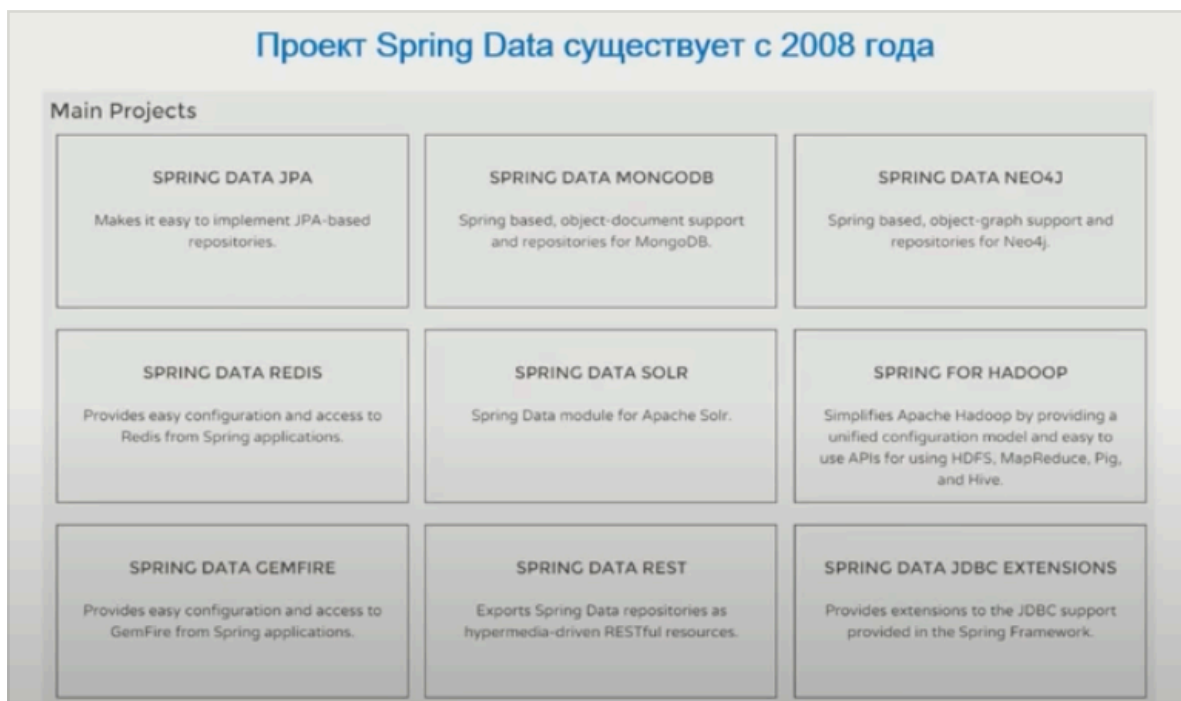 Проект Spring Data существует с 2008 года
Main Projects
SPRING DATA JPA
Makes it easy to implement JPA-based
repositories.
SPRING DATA MONGODB
Spring based, object-document support
and repositories for MongoDB.
SPRING DATA NEO4J
Spring based, object-graph support and
repositories for Neo4j.
SPRING DATA REDIS
Provides easy configuration and access to
Redis from Spring applications.
SPRING DATA SOLR
Spring Data module for Apache Solr.
SPRING FOR HADOOP
Simplifies Apache Hadoop by providing a
unified configuration model and easy to
use APIs for using HDFS, MapReduce, Pig,
and Hive.
SPRING DATA GEMFIRE
Provides easy configuration and access to
GemFire from Spring applications.
SPRING DATA REST
Exports Spring Data repositories as
hypermedia-driven RESTful resources.
SPRING DATA JDBC EXTENSIONS
Provides extensions to the JDBC support
provided in the Spring Framework.